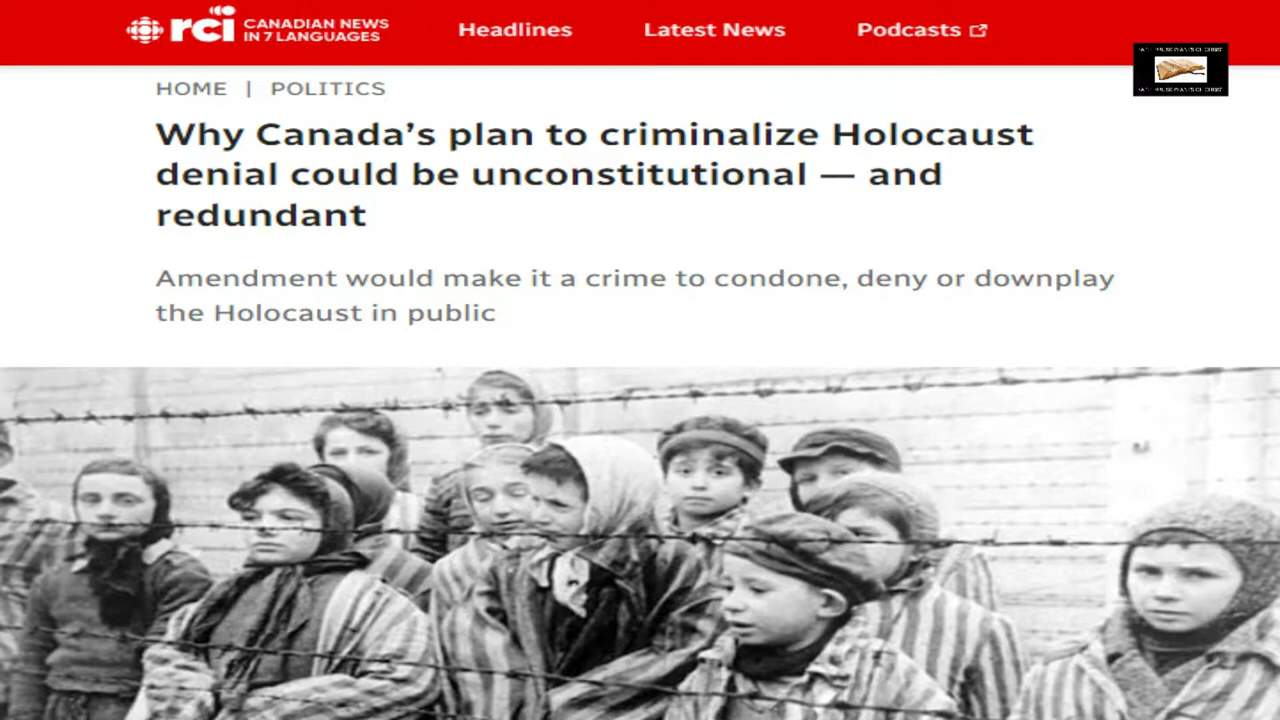 rci CANADIAN NEWS
IN 7 LANGUAGES
Headlines
Latest News
Podcasts
HOME | POLITICS
Why Canada’s plan to criminalize Holocaust
denial could be unconstitutional — and
redundant
Amendment would make it a crime to condone, deny or downplay
the Holocaust in public